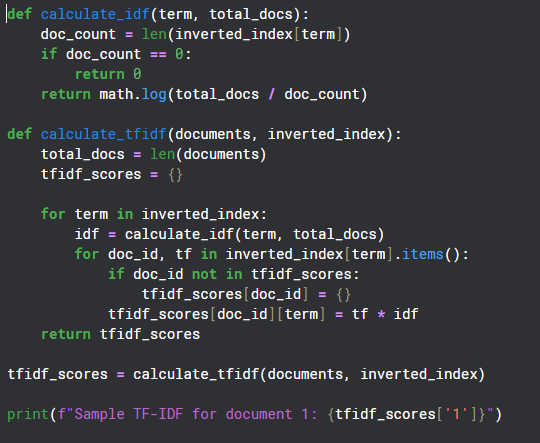 def calculate_idf(term, total_docs):
    doc_count = len(inverted_index[term])
    if doc_count == 0:
        return 0
    return math.log(total_docs / doc_count)

def calculate_tfidf(documents, inverted_index):
    total_docs = len(documents)
    tfidf_scores = {}

    for term in inverted_index:
        idf = calculate_idf(term, total_docs)
        for doc_id, tf in inverted_index[term].items():
            if doc_id not in tfidf_scores:
                tfidf_scores[doc_id] = {}
            tfidf_scores[doc_id][term] = tf * idf
    return tfidf_scores

tfidf_scores = calculate_tfidf(documents, inverted_index)

print(f"Sample TF-IDF for document 1: {tfidf_scores['1']}")